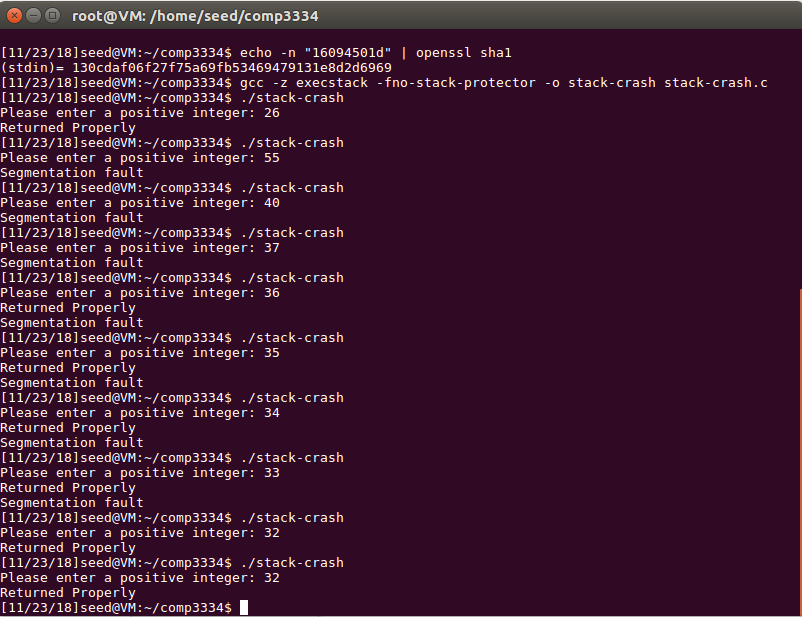 root@VM: /home/seed/comp3334
[11/23/18]seed@VM:~/comp3334$ echo -n "16094501d" | openssl sha1
(stdin)= 130cdaf06f27f75a69fb53469479131e8d2d6969
[11/23/18]seed@VM:~/comp3334$ gcc -z execstack -fno-stack-protector -o stack-crash stack-crash.c
[11/23/18]seed@VM:~/comp3334$ ./stack-crash
Please enter a positive integer: 26
Returned Properly
[11/23/18]seed@VM:~/comp3334$ ./stack-crash
Please enter a positive integer: 55
Segmentation fault
[11/23/18]seed@VM:~/comp3334$ ./stack-crash
Please enter a positive integer: 40
Segmentation fault
[11/23/18]seed@VM:~/comp3334$ ./stack-crash
Please enter a positive integer: 37
Segmentation fault
[11/23/18]seed@VM:~/comp3334$ ./stack-crash
Please enter a positive integer: 36
Returned Properly
Segmentation fault
[11/23/18]seed@VM:~/comp3334$ ./stack-crash
Please enter a positive integer: 35
Returned Properly
Segmentation fault
[11/23/18]seed@VM:~/comp3334$ ./stack-crash
Please enter a positive integer: 34
Returned Properly
Segmentation fault
[11/23/18]seed@VM:~/comp3334$ ./stack-crash
Please enter a positive integer: 33
Returned Properly
Segmentation fault
[11/23/18]seed@VM:~/comp3334$ ./stack-crash
Please enter a positive integer: 32
Returned Properly
[11/23/18]seed@VM:~/comp3334$ ./stack-crash
Please enter a positive integer: 32
Returned Properly
[11/23/18]seed@VM:~/comp3334$